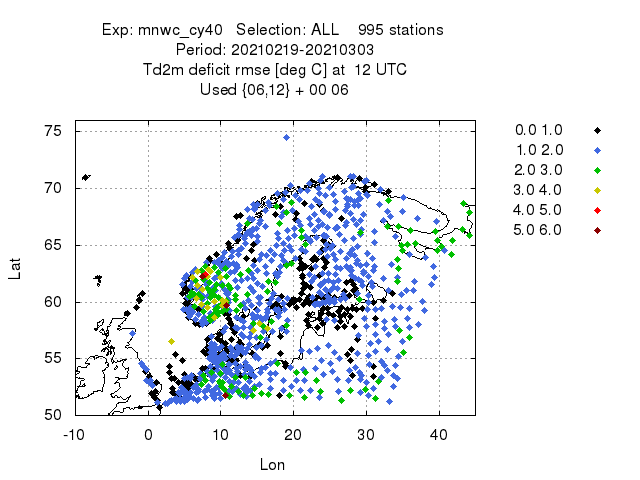 Exp: mnwc_cy40   Selection: ALL    995 stations
Period: 20210219-20210303
Td2m deficit rmse [deg C] at  12 UTC
Used {06,12} + 00 06
75
70
65
60
55
50
-10 0 10 20 30 40
Lat
Lon
0.0 1.0
1.0 2.0
2.0 3.0
3.0 4.0
4.0 5.0
5.0 6.0